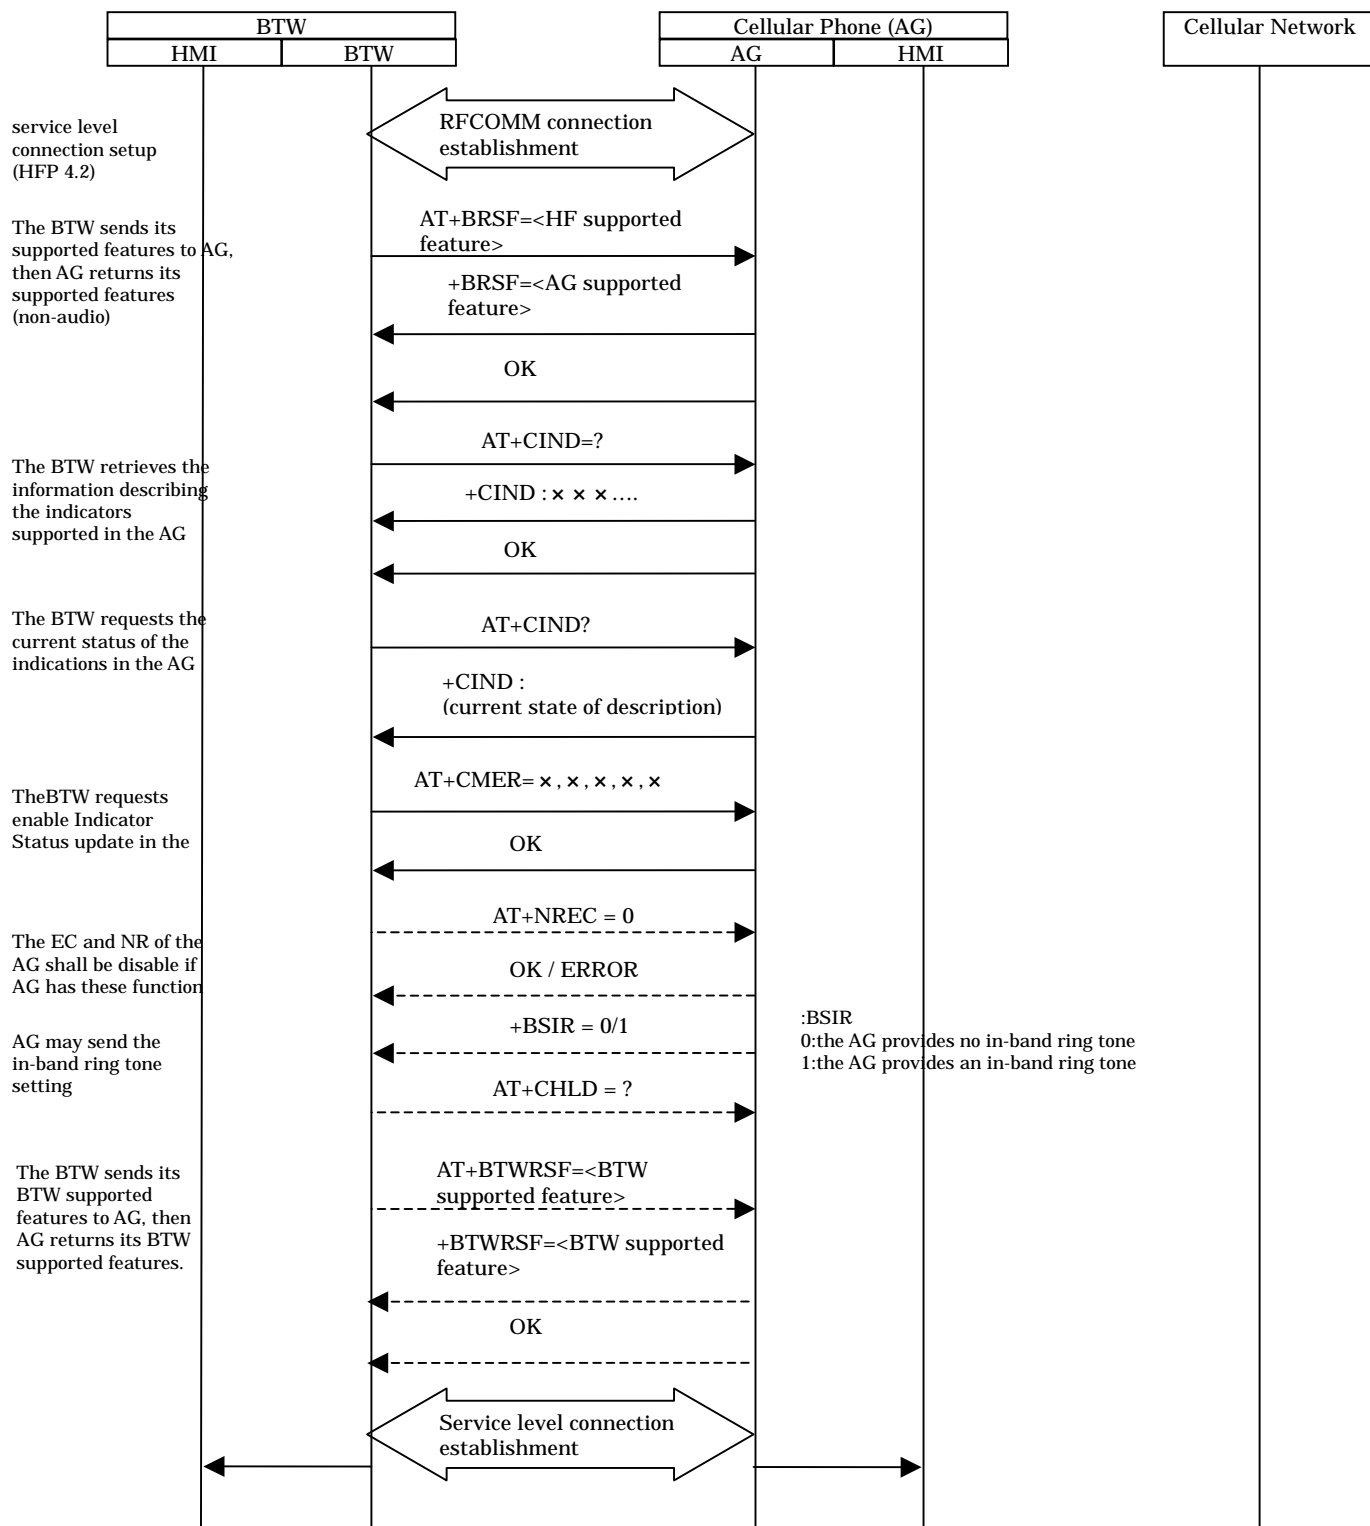 BTW
Cellular Phone (AG)
Cellular Network
HMI
BTW
AG
HMI
service level
connection setup
(HFP 4.2)
RFCOMM connection
establishment
The BTW sends its
supported features to AG,
then AG returns its
supported features
(non-audio)
AT+BRSF=<HF supported
feature>
+BRSF=<AG supported
feature>
OK
AT+CIND=?
The BTW retrieves the
information describing
the indicators
supported in the AG
+CIND : × × × ….
OK
The BTW requests the
current status of the
indications in the AG
AT+CIND?
+CIND :
(current state of description)
AT+CMER= ×, ×, ×, ×, ×
TheBTW requests
enable Indicator
Status update in the
OK
AT+NREC = 0
The EC and NR of the
AG shall be disable if
AG has these function
OK / ERROR
+BSIR = 0/1
:BSIR
0:the AG provides no in-band ring tone
1:the AG provides an in-band ring tone
AG may send the
in-band ring tone
setting
AT+CHLD = ?
The BTW sends its
BTW supported
features to AG, then
AG returns its BTW
supported features.
AT+BTWRSF=<BTW
supported feature>
+BTWRSF=<BTW supported
feature>
OK
Service level connection
establishment